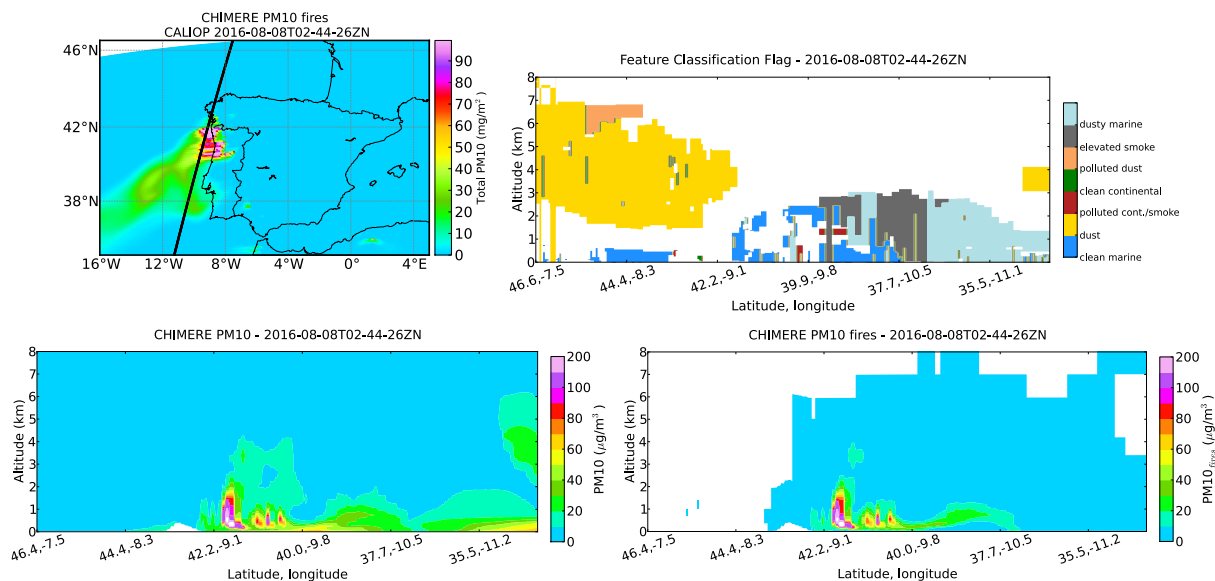 CHIMERE PM10 fires
CALIOP 2016-08-08T02-44-26ZN
46°N
42°N
38°N
16°W
12°W
8°W
4°W
0°E
4°E
90
80
70
60
50
40
30
20
10
0
Total PM10 (mg/m²)
Feature Classification Flag - 2016-08-08T02-44-26ZN
Altitude (km)
8
7
6
5
4
3
2
1
0
46.6,-7.5
44.4,-8.3
42.2,-9.1
39.9,-9.8
37.7,-10.5
35.5,-11.1
Latitude, longitude
dusty marine
elevated smoke
polluted dust
clean continental
polluted cont./smoke
dust
clean marine
CHIMERE PM10 - 2016-08-08T02-44-26ZN
Altitude (km)
8
7
6
5
4
3
2
1
0
46.4,-7.5
44.4,-8.3
42.2,-9.1
40.0,-9.8
37.7,-10.5
35.5,-11.2
Latitude, longitude
200
100
80
60
40
20
0
PM10 (μg/m³)
CHIMERE PM10 fires - 2016-08-08T02-44-26ZN
Altitude (km)
8
7
6
5
4
3
2
1
0
46.4,-7.5
44.4,-8.3
42.2,-9.1
40.0,-9.8
37.7,-10.5
35.5,-11.2
Latitude, longitude
200
100
80
60
40
20
0
PM10fires (μg/m³)